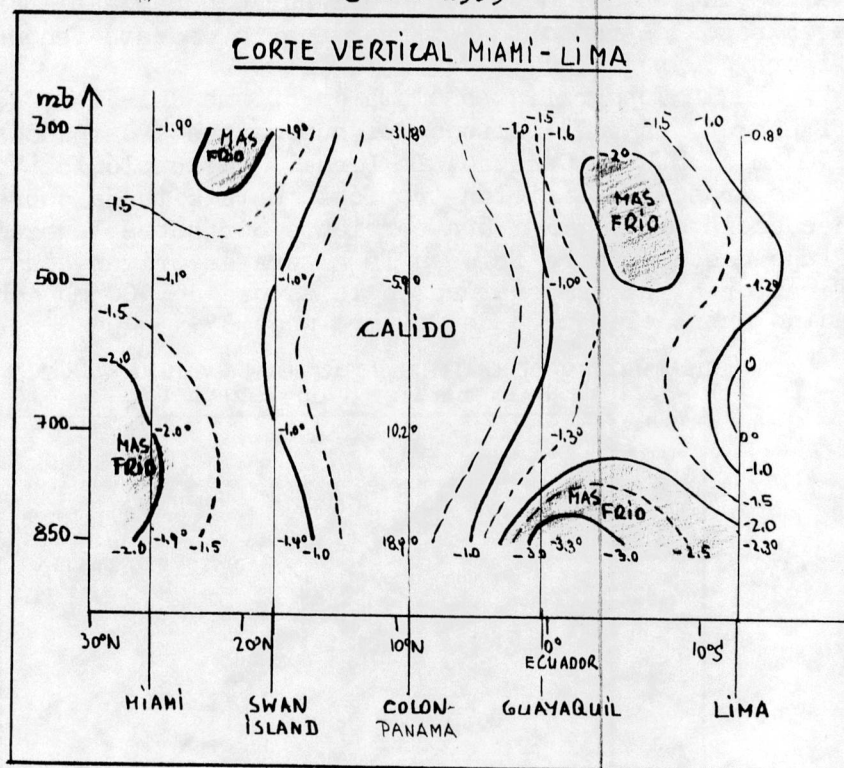 CORTE VERTICAL MiAMi - LiMA
mb
300
-1.9°
MAS
FRÍO
-1.9°
-31.8°
-1.0
-1.5
-1.6
-2°
-1.5
-1.0
-0.8°
-1.5
MAS
FRÍO
500
-1.1°
-1.0°
-5.9°
-1.0°
-1.2°
-1.5
CALIDO
-2.0
0
700
-2.0°
-1.0°
10.2°
-1.3°
0°
MAS
FRÍO
-1.0
MAS
FRIO
-1.5
-2.0
850
-2.0
-1.9°
-1.5
-1.4°
-1.0
18.9°
-1.0
-3.0
-3.3°
-3.0
-2.5
-2.3°
30°N
20°N
10°N
0°
10°S
ECUADOR
MiAMi
SWAN
ISLAND
COLON-
PANAMA
GUAYAQUiL
LiMA